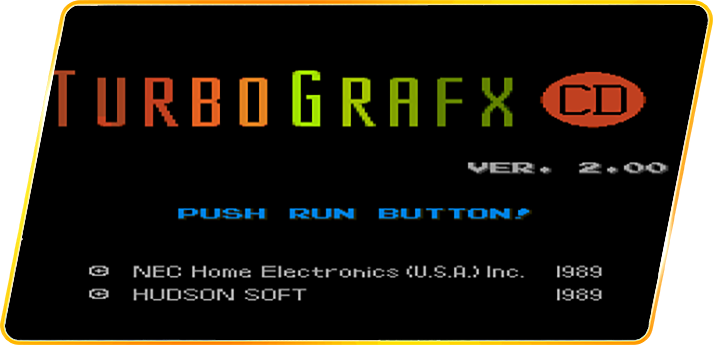 TURBOGRAFX CD
VER. 2.00
PUSH RUN BUTTON!
© NEC Home Electronics (U.S.A.) Inc. 1989
© HUDSON SOFT 1989